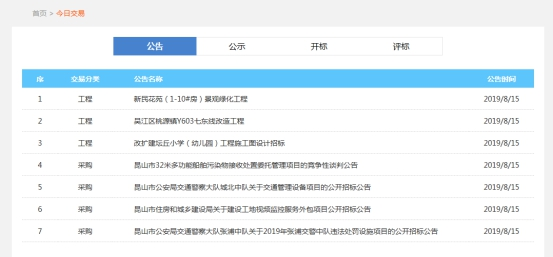 首页 > 今日交易
公告 公示 开标 评标
序 交易分类 公告名称 公告时间
1 工程 新民花苑（1-10#房）景观绿化工程 2019/8/15
2 工程 吴江区桃源镇Y603七东线改造工程 2019/8/15
3 工程 改扩建坛丘小学（幼儿园）工程施工图设计招标 2019/8/15
4 采购 昆山市32米多功能船舶污染物接收处置委托管理项目的竞争性谈判公告 2019/8/15
5 采购 昆山市公安局交通警察大队城北中队关于交通管理设备项目的公开招标公告 2019/8/15
6 采购 昆山市住房和城乡建设局关于建设工地视频监控服务外包项目公开招标公告 2019/8/15
7 采购 昆山市公安局交通警察大队张浦中队关于2019年张浦交警中队违法处罚设施项目的公开招标公告 2019/8/15